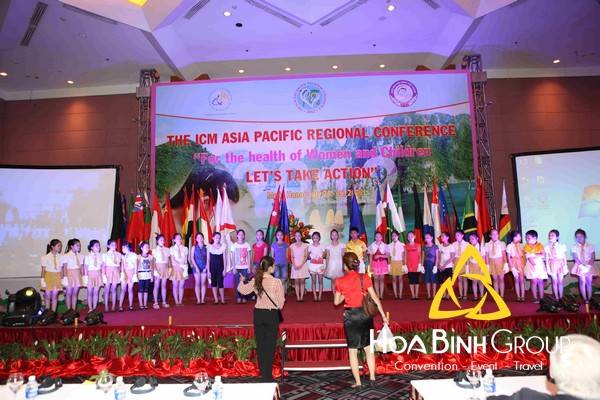 THE ICM ASIA PACIFIC REGIONAL CONFERENCE
"For the health of Women and Children
LET'S TAKE ACTION"
HOA BINH GROUP
Convention - Event - Travel